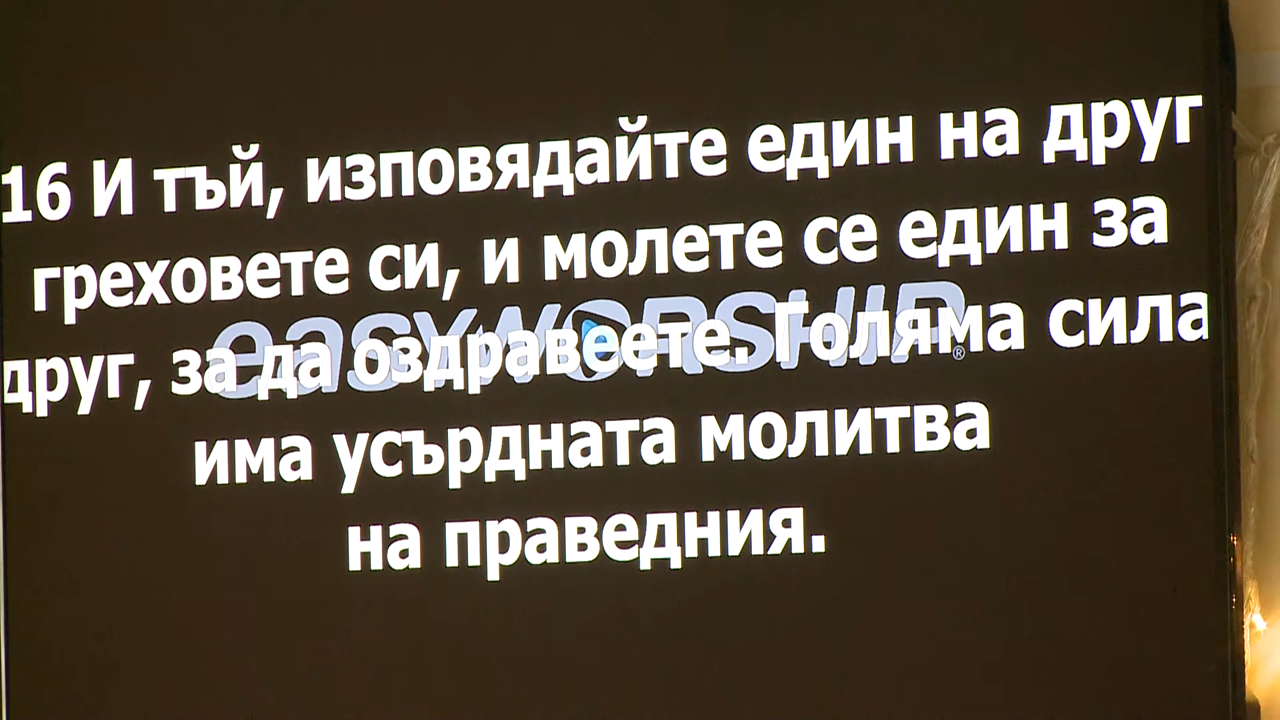 16 И тъй, изповядайте един на друг
греховете си, и молете се един за
друг, за да оздравеете. Голяма сила
има усърдната молитва
на праведния.
easyworship®